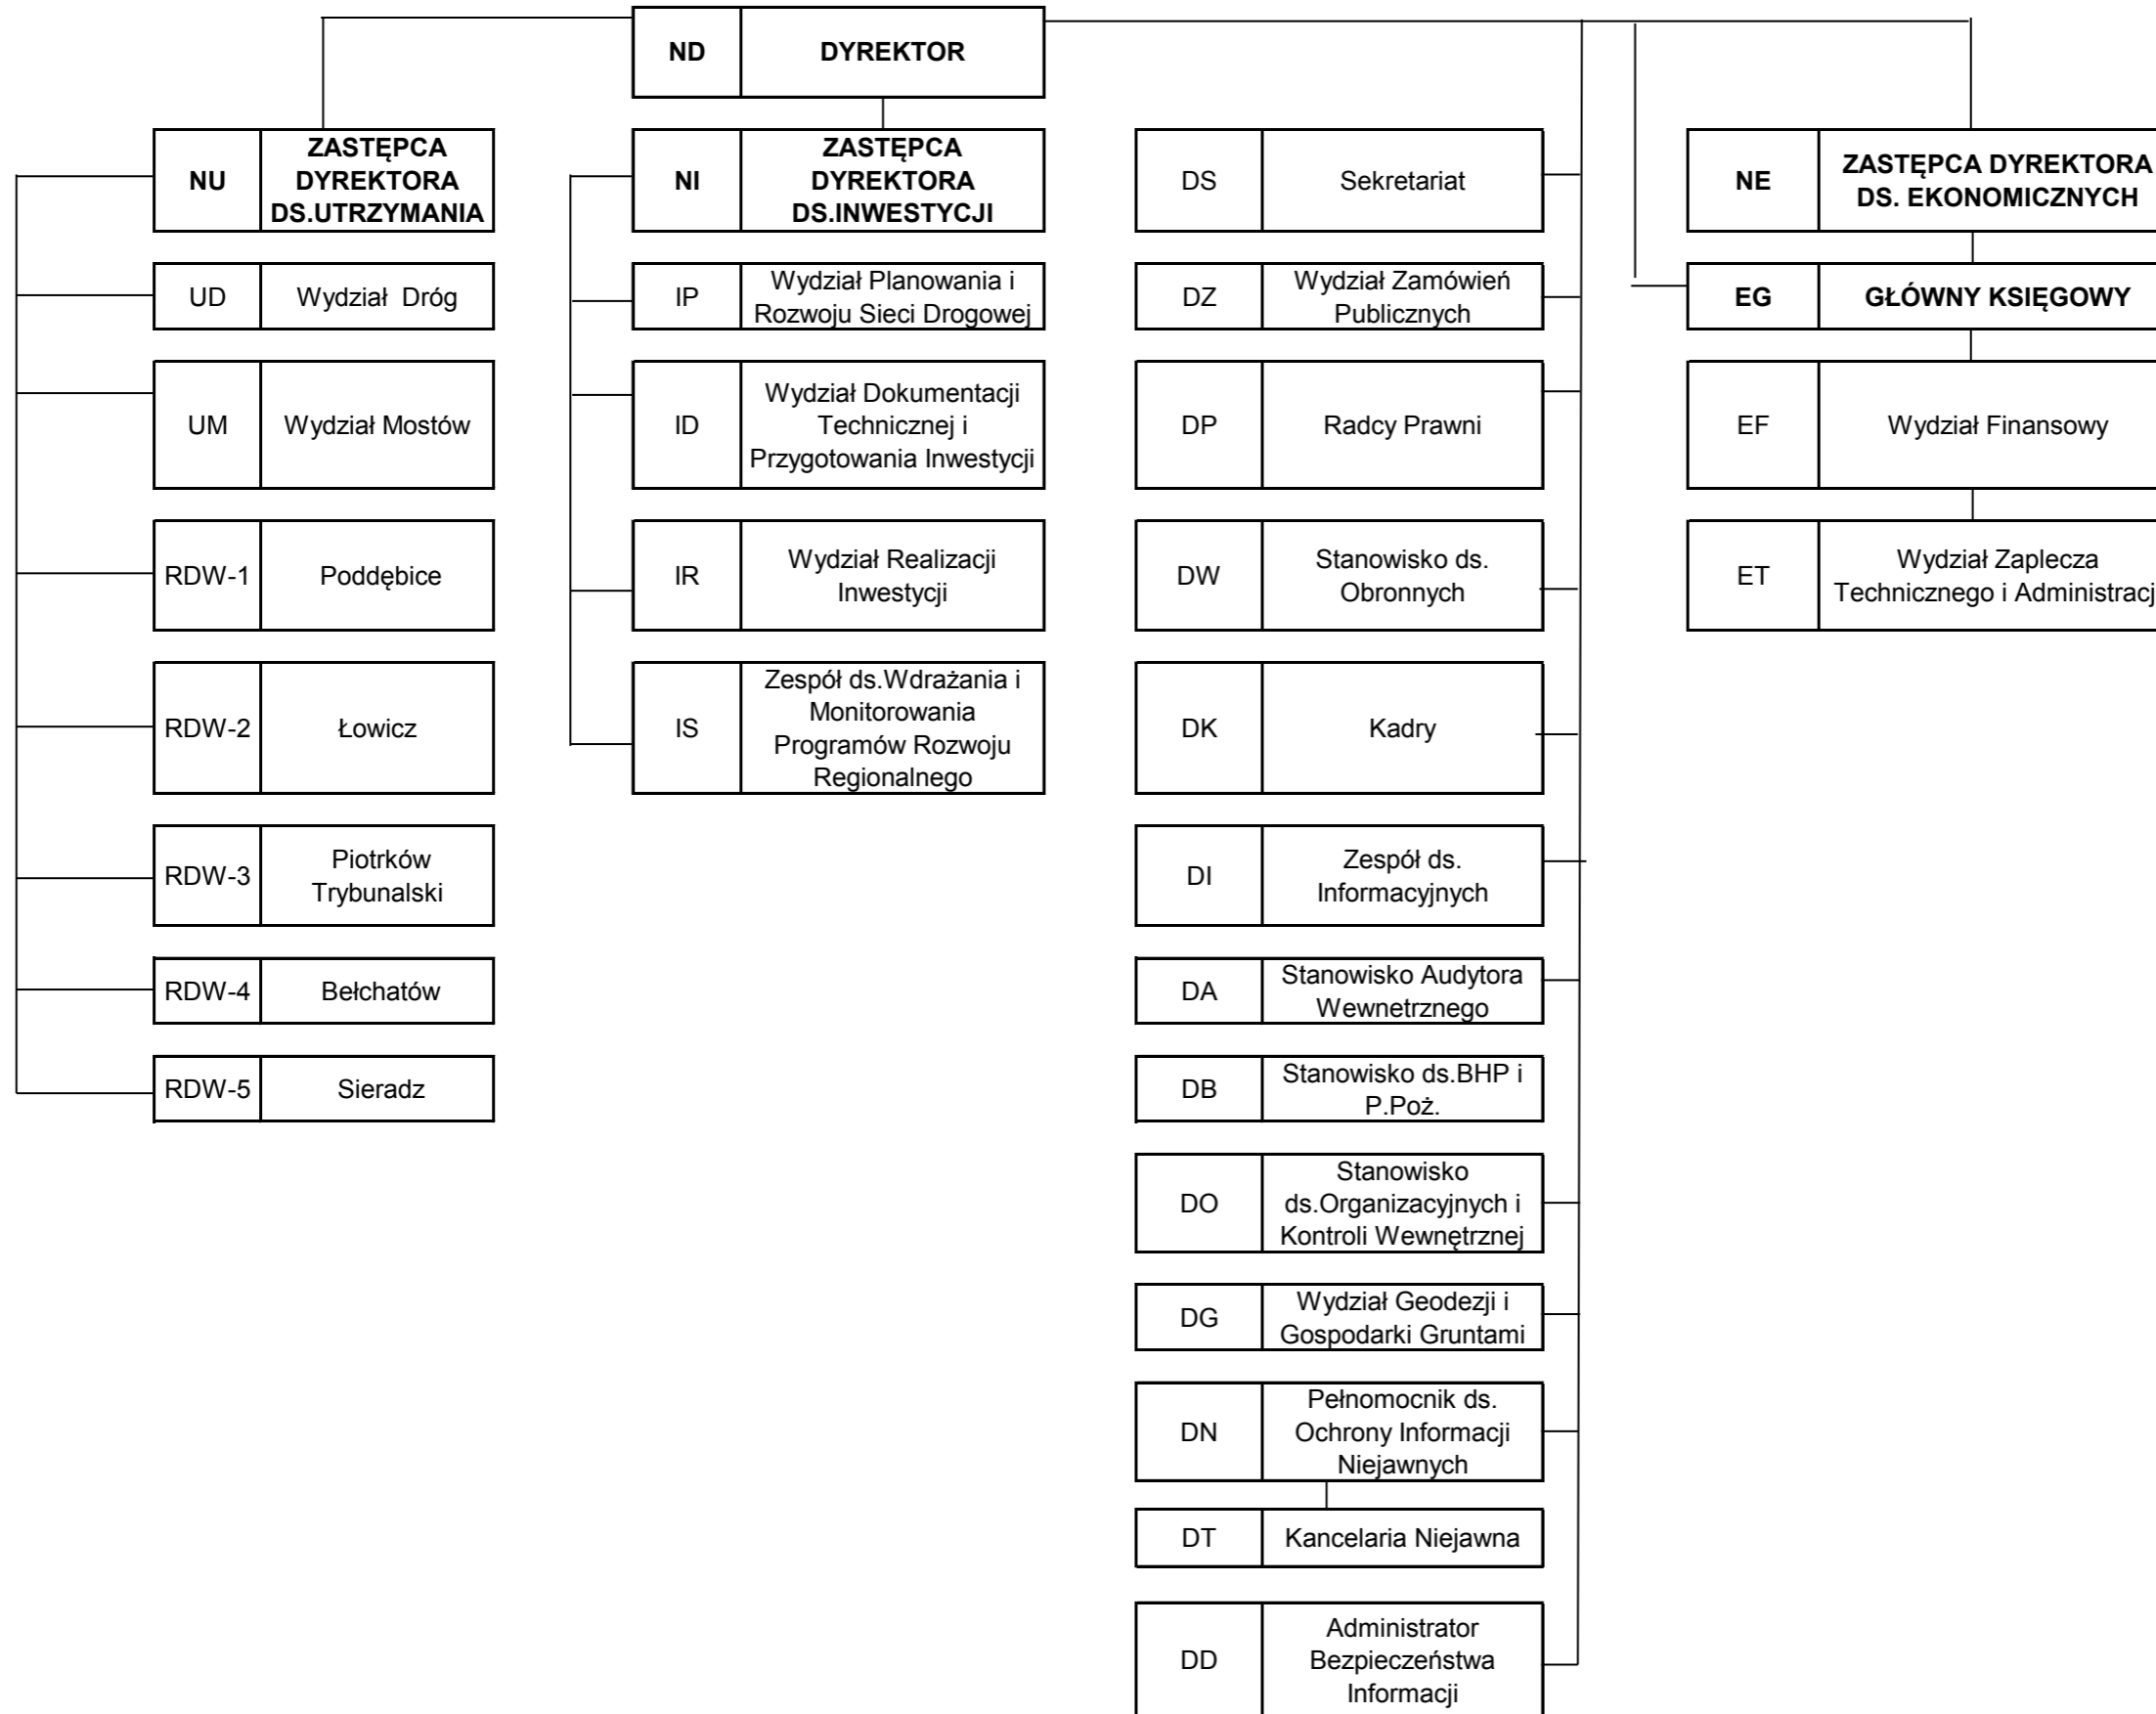 ND
DYREKTOR
NU
ZASTĘPCA
DYREKTORA
DS.UTRZYMANIA
UD
Wydział Dróg
UM
Wydział Mostów
RDW-1
Poddębice
RDW-2
Łowicz
RDW-3
Piotrków
Trybunalski
RDW-4
Bełchatów
RDW-5
Sieradz
NI
ZASTĘPCA
DYREKTORA
DS.INWESTYCJI
IP
Wydział Planowania i
Rozwoju Sieci Drogowej
ID
Wydział Dokumentacji
Technicznej i
Przygotowania Inwestycji
IR
Wydział Realizacji
Inwestycji
IS
Zespół ds.Wdrażania i
Monitorowania
Programów Rozwoju
Regionalnego
DS
Sekretariat
DZ
Wydział Zamówień
Publicznych
DP
Radcy Prawni
DW
Stanowisko ds.
Obronnych
DK
Kadry
DI
Zespół ds.
Informacyjnych
DA
Stanowisko Audytora
Wewnetrznego
DB
Stanowisko ds.BHP i
P.Poż.
DO
Stanowisko
ds.Organizacyjnych i
Kontroli Wewnętrznej
DG
Wydział Geodezji i
Gospodarki Gruntami
DN
Pełnomocnik ds.
Ochrony Informacji
Niejawnych
DT
Kancelaria Niejawna
DD
Administrator
Bezpieczeństwa
Informacji
NE
ZASTĘPCA DYREKTORA
DS. EKONOMICZNYCH
EG
GŁÓWNY KSIĘGOWY
EF
Wydział Finansowy
ET
Wydział Zaplecza
Technicznego i Administracj